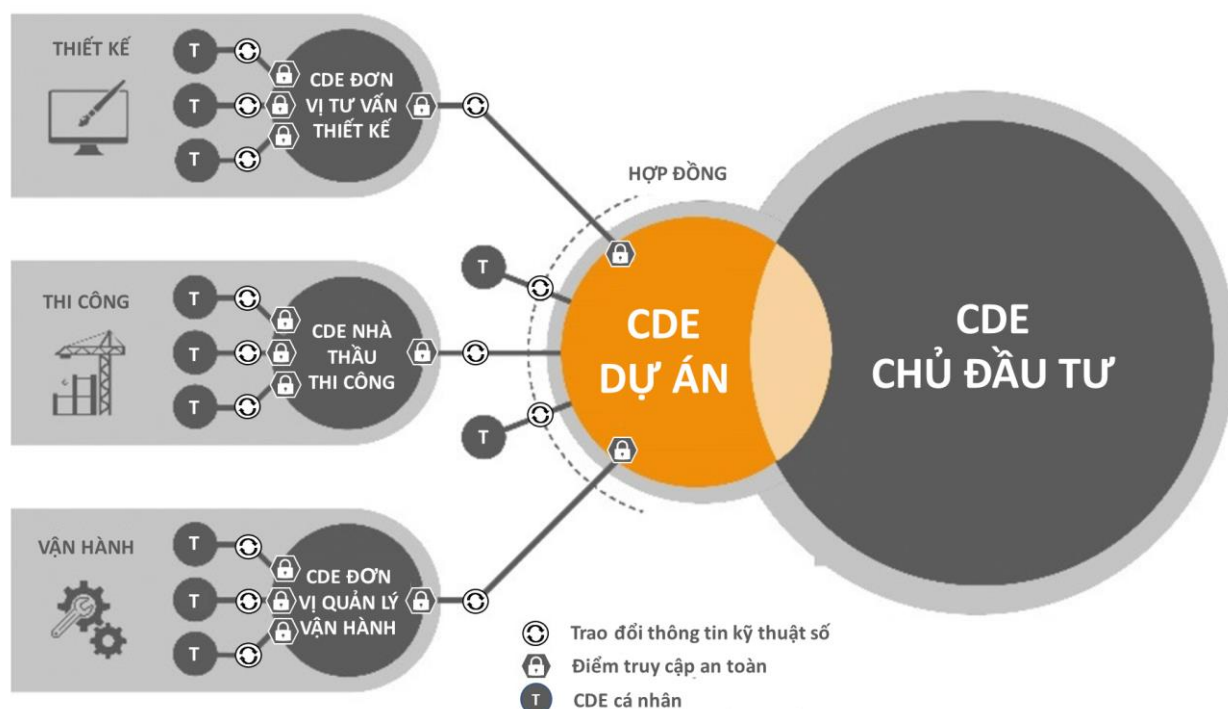 THIẾT KẾ
T
T
T
CDE ĐƠN
VỊ TƯ VẤN
THIẾT KẾ
THI CÔNG
T
T
T
CDE NHÀ
THẦU
THI CÔNG
VẬN HÀNH
T
T
T
CDE ĐƠN
VỊ QUẢN LÝ
VẬN HÀNH
HỢP ĐỒNG
T
T
CDE
DỰ ÁN
CDE
CHỦ ĐẦU TƯ
Trao đổi thông tin kỹ thuật số
Điểm truy cập an toàn
T CDE cá nhân